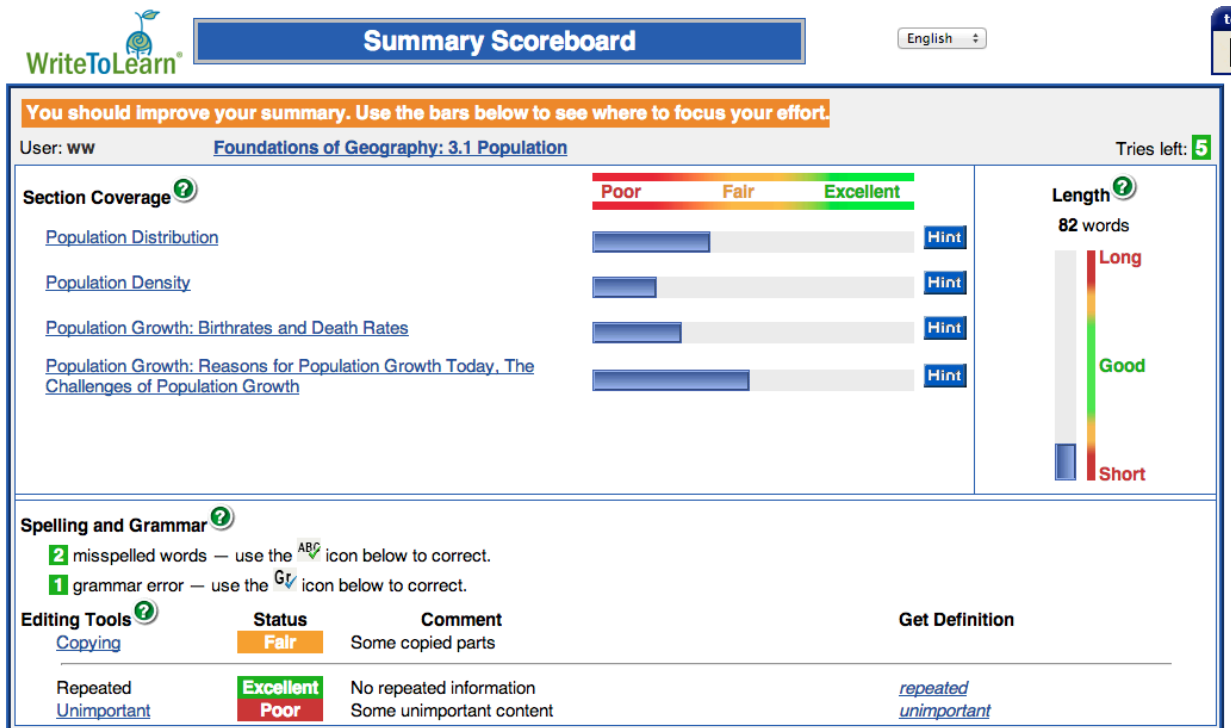 WriteToLearn®
Summary Scoreboard
English
You should improve your summary. Use the bars below to see where to focus your effort.
User: ww Foundations of Geography: 3.1 Population Tries left: 5
Section Coverage ?
Poor Fair Excellent
Length ?
82 words
Population Distribution Hint
Long
Population Density Hint
Population Growth: Birthrates and Death Rates Hint
Population Growth: Reasons for Population Growth Today, The
Challenges of Population Growth Hint
Good
Short
Spelling and Grammar ?
2 misspelled words — use the ABC icon below to correct.
1 grammar error — use the Gr icon below to correct.
Editing Tools ? Status Comment Get Definition
Copying Fair Some copied parts
Repeated Excellent No repeated information repeated
Unimportant Poor Some unimportant content unimportant